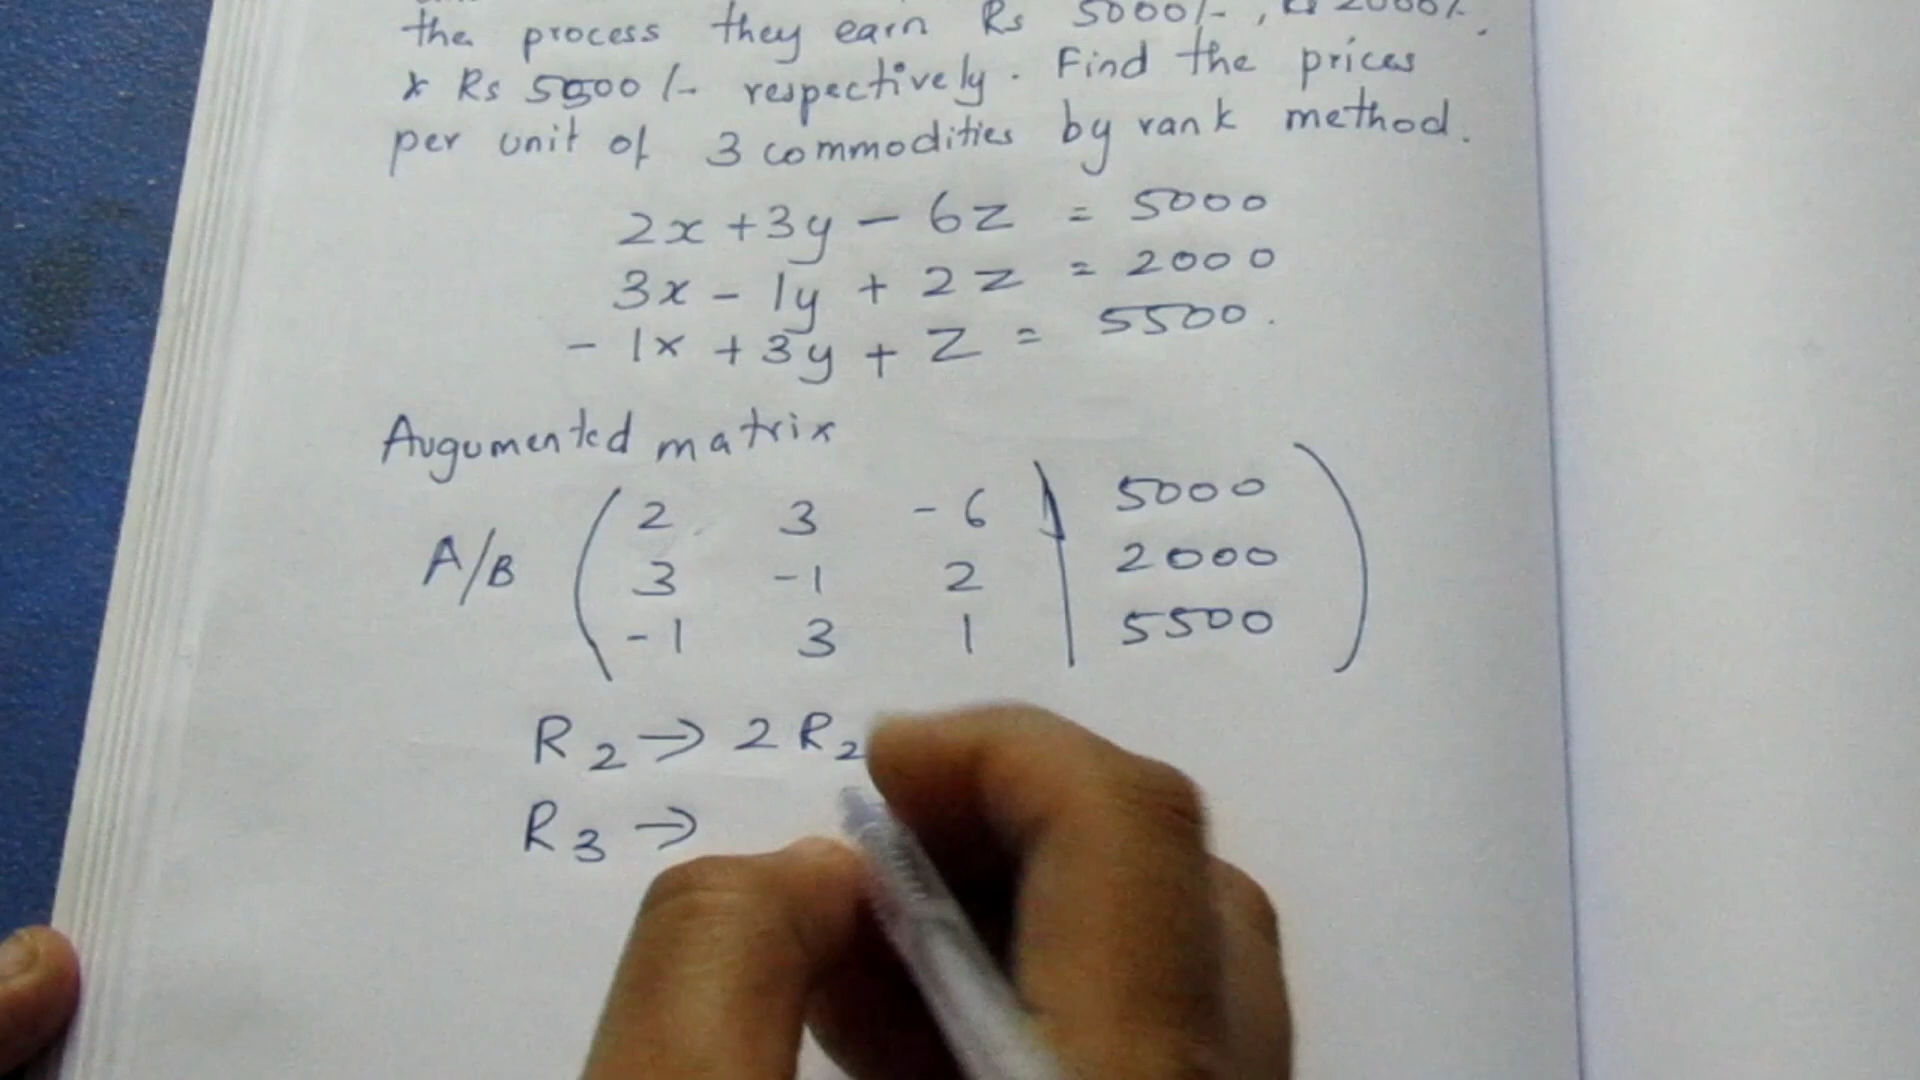 the process they earn Rs 5000/-, Rs 2000/-
& Rs 5500/- respectively. Find the prices
per unit of 3 commodities by rank method.
2x + 3y - 6z = 5000
3x - 1y + 2z = 2000
- 1x + 3y + z = 5500.
Augumented matrix
2 3 -6 5000
A/B 3 -1 2 2000
-1 3 1 5500
R2 → 2R2
R3 →